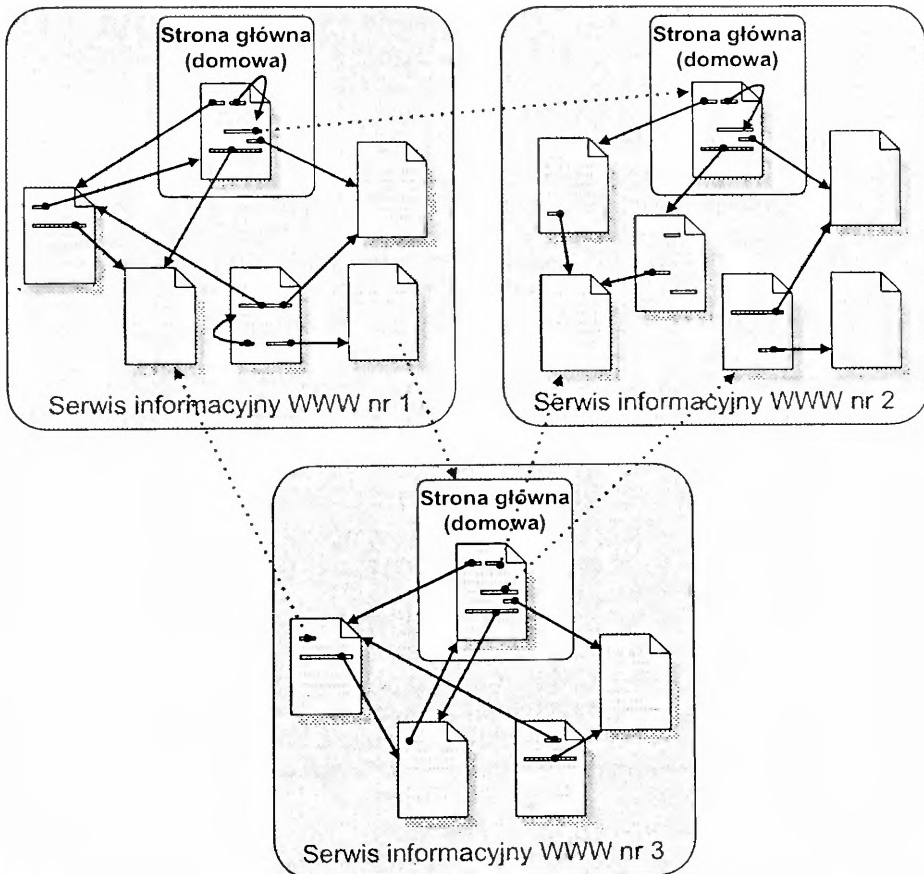 Strona główna
(domowa)
Strona główna
(domowa)
Serwis informacyjny WWW nr 1
Serwis informacyjny WWW nr 2
Strona główna
(domowa)
Serwis informacyjny WWW nr 3